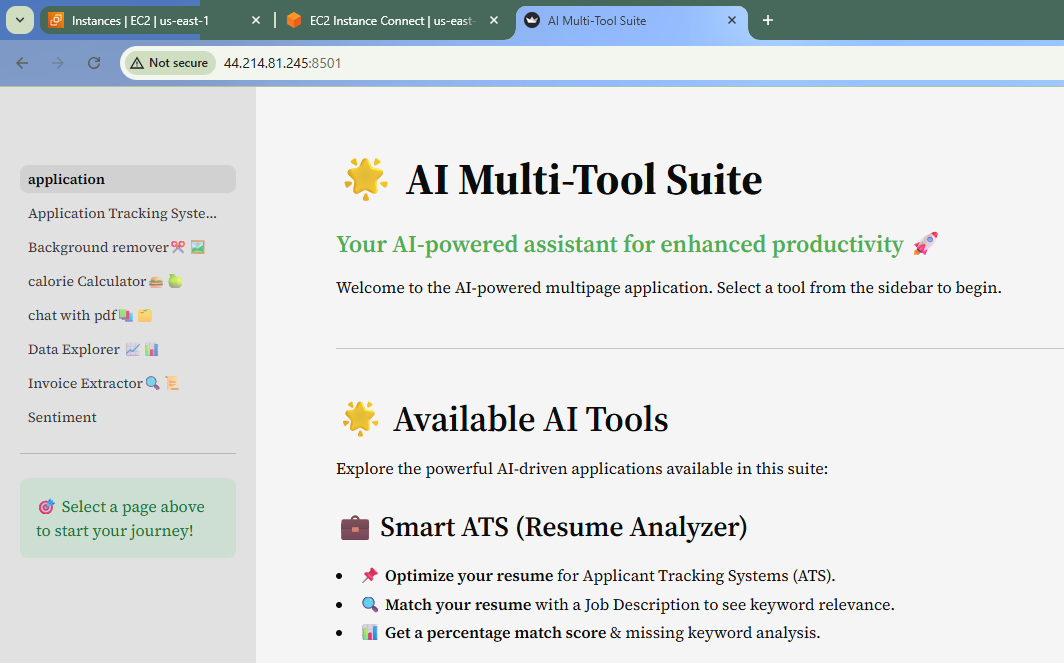 Instances | EC2 | us-east-1
EC2 Instance Connect | us-east-
AI Multi-Tool Suite
Not secure
44.214.81.245:8501
application
Application Tracking Syste...
Background remover✂️ 🖼️
calorie Calculator🍔 🍏
chat with pdf📚 🗂️
Data Explorer 📈 📊
Invoice Extractor🔍 📜
Sentiment
🎯 Select a page above
to start your journey!
🌟 AI Multi-Tool Suite
Your AI-powered assistant for enhanced productivity 🚀
Welcome to the AI-powered multipage application. Select a tool from the sidebar to begin.
🌟 Available AI Tools
Explore the powerful AI-driven applications available in this suite:
💼 Smart ATS (Resume Analyzer)
• 📌 Optimize your resume for Applicant Tracking Systems (ATS).
• 🔍 Match your resume with a Job Description to see keyword relevance.
• 📊 Get a percentage match score & missing keyword analysis.